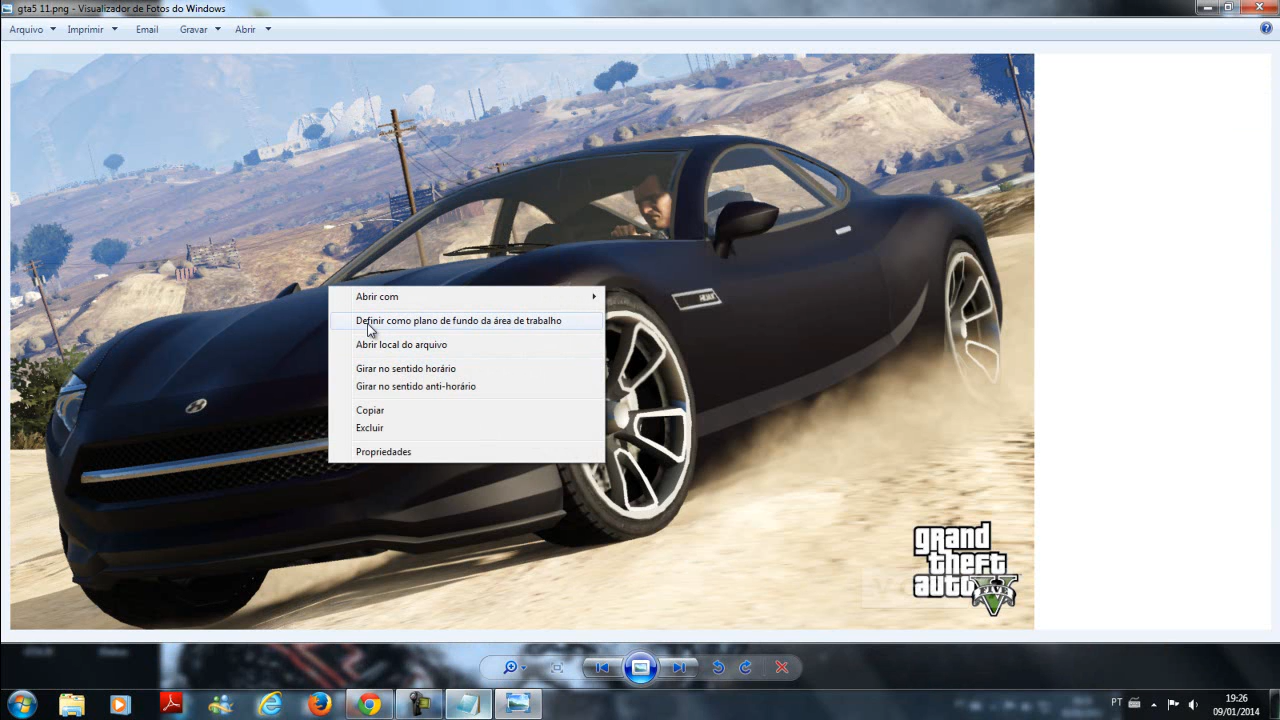 gta5 11.png - Visualizador de Fotos do Windows
Arquivo Imprimir Email Gravar Abrir
Abrir com
Definir como plano de fundo da área de trabalho
Abrir local do arquivo
Girar no sentido horário
Girar no sentido anti-horário
Copiar
Excluir
Propriedades
grand
theft
auto V
FIVE
PT
19:26
09/01/2014